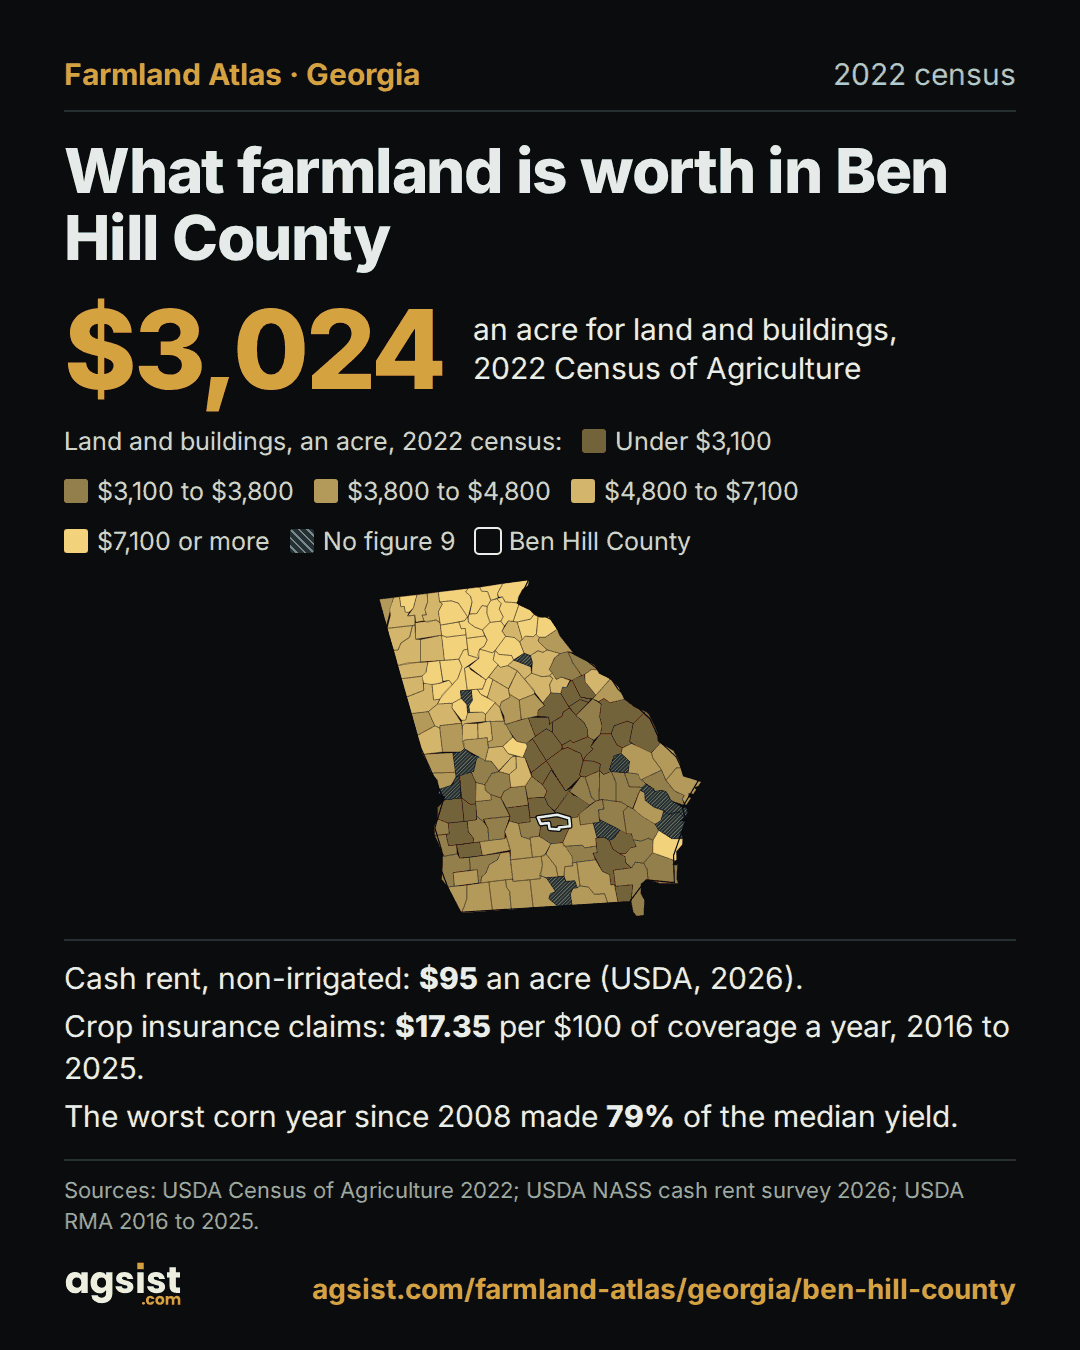 Farmland Atlas · Georgia
2022 census
What farmland is worth in Ben
Hill County
$3,024
an acre for land and buildings,
2022 Census of Agriculture
Land and buildings, an acre, 2022 census: Under $3,100
$3,100 to $3,800 $3,800 to $4,800 $4,800 to $7,100
$7,100 or more No figure 9 Ben Hill County
Cash rent, non-irrigated: $95 an acre (USDA, 2026).
Crop insurance claims: $17.35 per $100 of coverage a year, 2016 to
2025.
The worst corn year since 2008 made 79% of the median yield.
Sources: USDA Census of Agriculture 2022; USDA NASS cash rent survey 2026; USDA
RMA 2016 to 2025.
agsist
.com
agsist.com/farmland-atlas/georgia/ben-hill-county